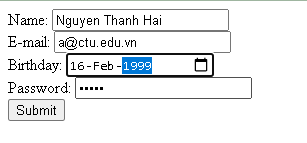 Name: Nguyen Thanh Hai
E-mail: a@ctu.edu.vn
Birthday: 16-Feb-1999
Password: •••••
Submit